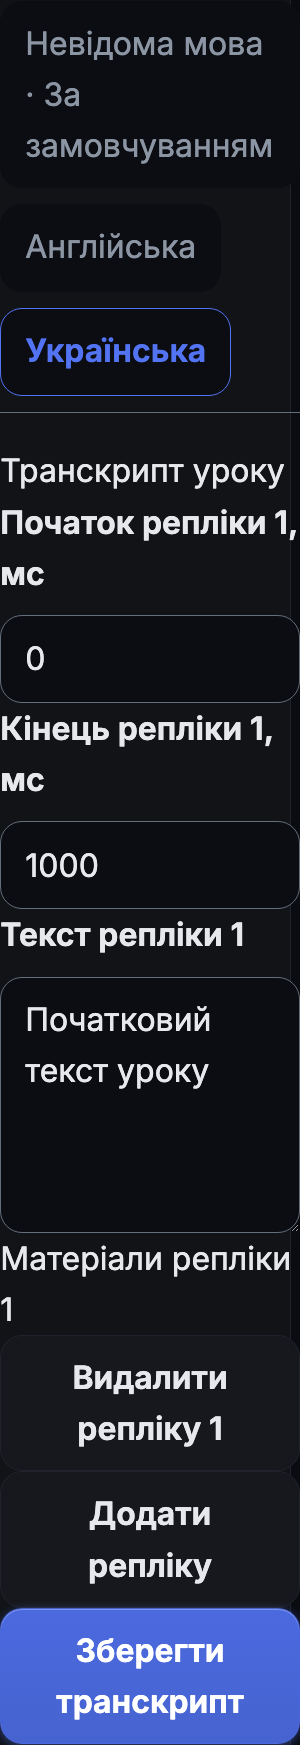 Невідома мова
· За
замовчуванням
Англійська
Українська
Транскрипт уроку
Початок репліки 1,
мс
0
Кінець репліки 1,
мс
1000
Текст репліки 1
Початковий
текст уроку
Матеріали репліки
1
Видалити
репліку 1
Додати
репліку
Зберегти
транскрипт